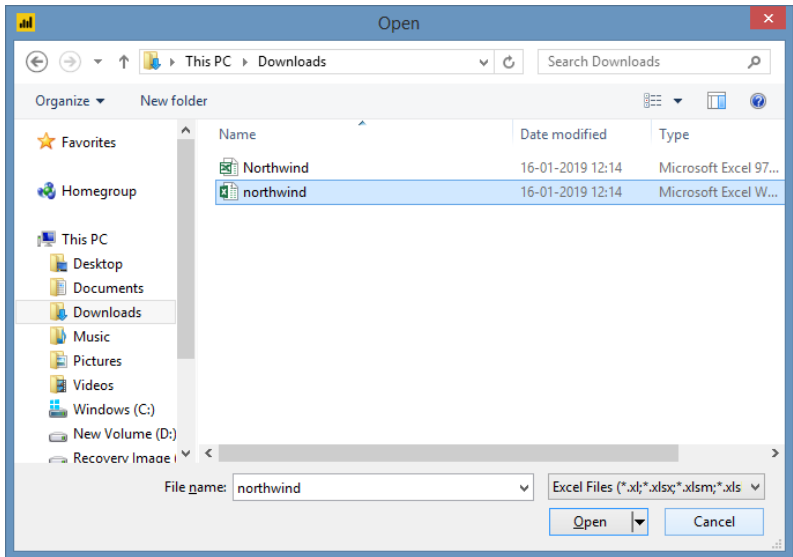 Open
This PC Downloads
Search Downloads
Organize New folder
Name Date modified Type
Northwind 16-01-2019 12:14 Microsoft Excel 97...
northwind 16-01-2019 12:14 Microsoft Excel W...
Favorites
Homegroup
This PC
Desktop
Documents
Downloads
Music
Pictures
Videos
Windows (C:)
New Volume (D:)
Recovery Image (
File name: northwind
Excel Files (*.xl;*.xlsx;*.xlsm;*.xls
Open Cancel